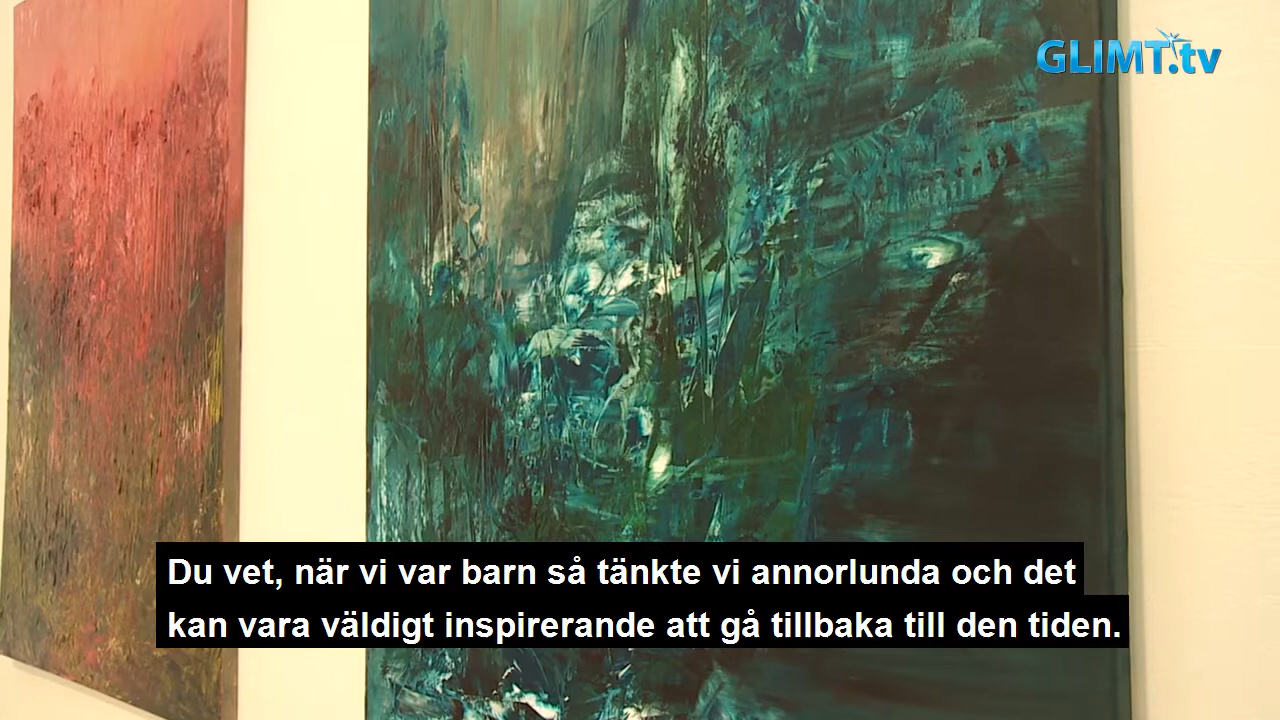 GLIMT.tv
Du vet, när vi var barn så tänkte vi annorlunda och det
kan vara väldigt inspirerande att gå tillbaka till den tiden.